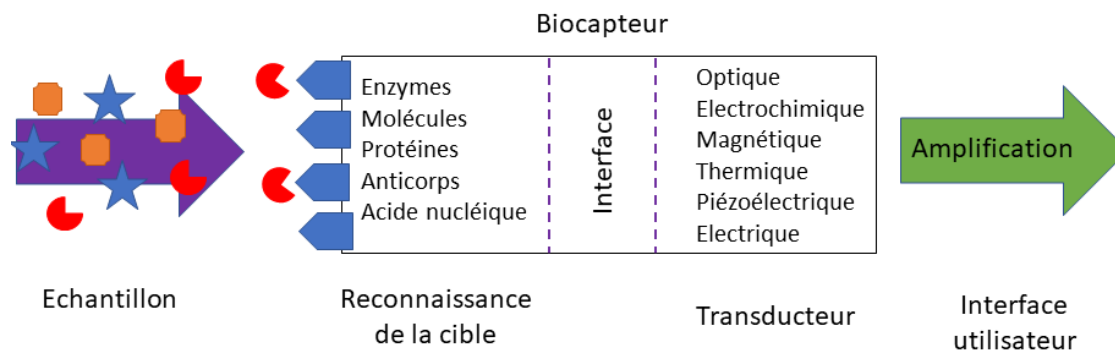 Biocapteur
Enzymes
Molécules
Protéines
Anticorps
Acide nucléique
Interface
Optique
Electrochimique
Magnétique
Thermique
Piézoélectrique
Electrique
Amplification
Echantillon
Reconnaissance
de la cible
Transducteur
Interface
utilisateur